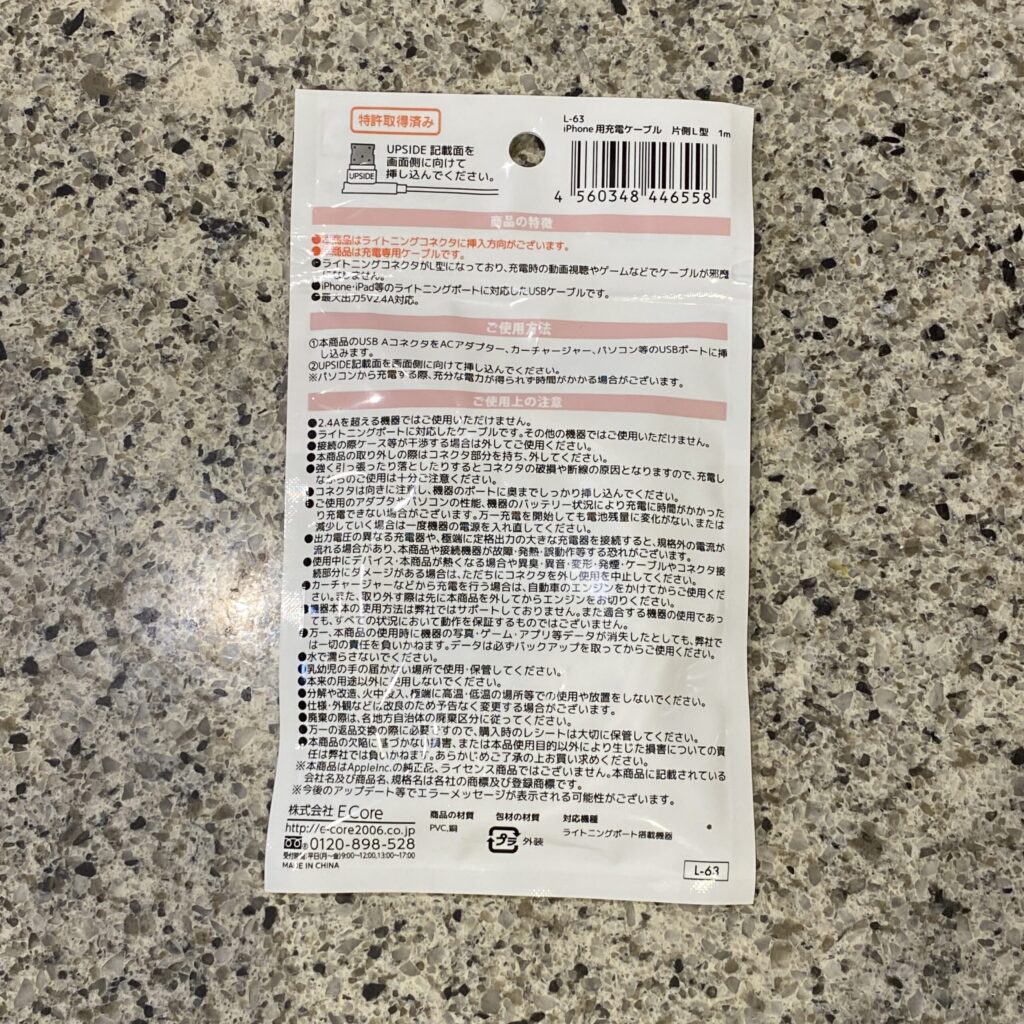 特許取得済み
UPSIDE
UPSIDE 記載面を
画面側に向けて
挿し込んでください。
L-63
iPhone 用充電ケーブル 片側L型 1m
4 560348 446558
商品の特徴
商品はライトニングコネクタに挿入方向がございます。
商品は充電専用ケーブルです。
●ライトニングコネクタがL型になっており、充電時の動画視聴やゲームなどでケーブルが邪魔
になりません。
●iPhone・iPad等のライトニングポートに対応したUSBケーブルです。
●最大出力5V2.4A対応。
ご使用方法
①本商品のUSB AコネクタをACアダプター、カーチャージャー、パソコン等のUSBポートに挿
し込みます。
②UPSIDE記載面を画面側に向けて挿し込んでください。
※パソコンから充電する際、充分な電力が得られず時間がかかる場合がございます。
ご使用上の注意
●2.4Aを超える機器ではご使用いただけません。
●ライトニングポートに対応したケーブルです。その他の機器ではご使用いただけません。
●接続の際ケース等が干渉する場合は外してご使用ください。
●本商品の取り外しの際はコネクタ部分を持ち、外してください。
●強く引っ張ったり落としたりするとコネクタの破損や断線の原因となりますので、充電し
ながらのご使用は十分ご注意ください。
●コネクタは向きに注意し、機器のポートに奥までしっかり挿し込んでください。
●ご使用のアダプターやパソコンの性能、機器のバッテリー状況により充電に時間がかかった
り充電できない場合がございます。万一充電を開始しても電池残量に変化がない、または
減少していく場合は一度機器の電源を入れ直してください。
●出力電圧の異なる充電器や、極端に定格出力の大きな充電器を接続すると、規格外の電流が
流れる場合があり、本商品や接続機器が故障・発熱・誤動作等する恐れがございます。
●使用中にデバイス・本商品が熱くなる場合や異臭・異音・変形・発煙・ケーブルやコネクタ接
続部分にダメージがある場合は、ただちにコネクタを外し使用を中止してください。
●カーチャージャーなどから充電を行う場合は、自動車のエンジンをかけてからご使用くだ
さい。また、取り外す際は先に本商品を外してからエンジンをお切りください。
●機器本体の使用方法は弊社ではサポートしておりません。また適合する機器の使用であっ
ても、すべての状況において動作を保証するものではございません。
●万一、本商品の使用時に機器の写真・ゲーム・アプリ等データが消失したとしても、弊社で
は一切の責任を負いかねます。データは必ずバックアップを取ってからご使用ください。
●水で濡らさないでください。
●乳幼児の手の届かない場所で使用・保管してください。
●本来の用途以外に使用しないでください。
●分解や改造、火中投入、極端に高温・低温の場所等での使用や放置をしないでください。
●仕様・外観などは改良のため予告なく変更する場合がございます。
●廃棄の際は、各地方自治体の廃棄区分に従ってください。
●万一の返品交換の際に必要ですので、購入時のレシートは大切に保管してください。
●本商品の欠陥に基づかない損害、または本品使用目的以外により生じた損害についての責
任は弊社では負いかねます。あらかじめご了承の上お買い求めください。
※本商品はAppleInc.の純正品、ライセンス商品ではございません。本商品に記載されている
会社名及び商品名、規格名は各社の商標及び登録商標です。
※今後のアップデート等でエラーメッセージが表示される可能性がございます。
株式会社 E Core
http://e-core2006.co.jp
0120-898-528
受付時間:平日(月〜金)9:00〜12:00,13:00〜17:00
MADE IN CHINA
商品の材質
PVC,銅
包材の材質
プラ 外装
対応機種
ライトニングポート搭載機器
L-63